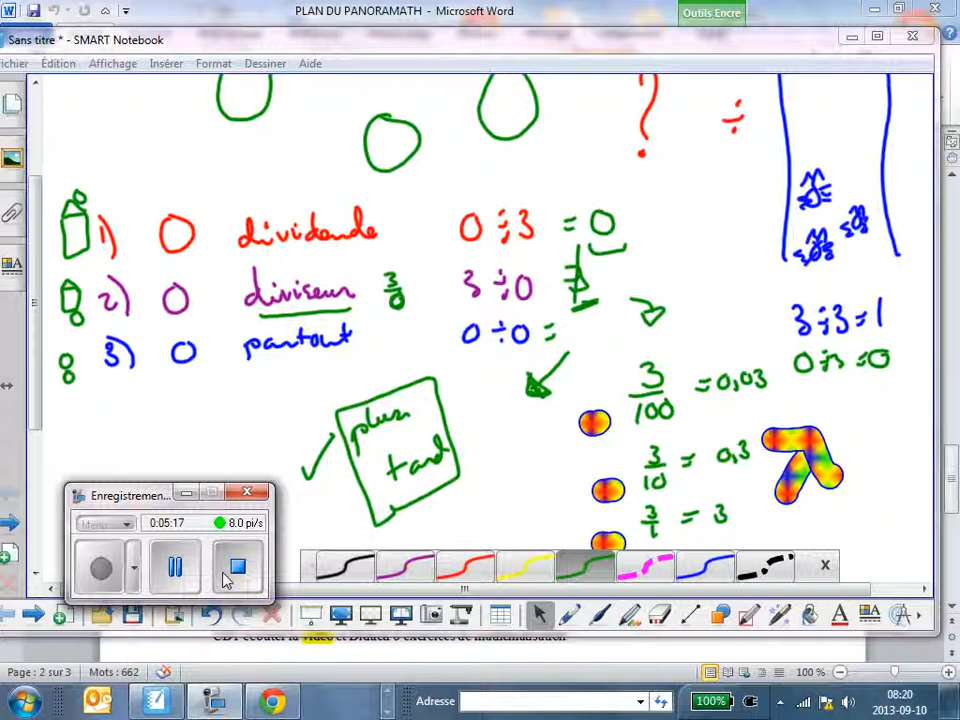 PLAN DU PANORAMATH - Microsoft Word
Outils Encre
Sans titre * - SMART Notebook
ichier Édition Affichage Insérer Format Dessiner Aide
? ÷
1) 0 dividende 0 ÷ 3 = 0
2) 0 diviseur 3/0 3 ÷ 0
3) 0 partout 0 ÷ 0 =
3 ÷ 3 = 1
0 ÷ 3 = 0
3/100 = 0,03
plus
tard
3/10 = 0,3
3/1 = 3
Enregistremen...
Menu
0:05:17 8.0 pi/s
X
Page : 2 sur 3 Mots : 662 100 %
Adresse 100% 08:20
2013-09-10